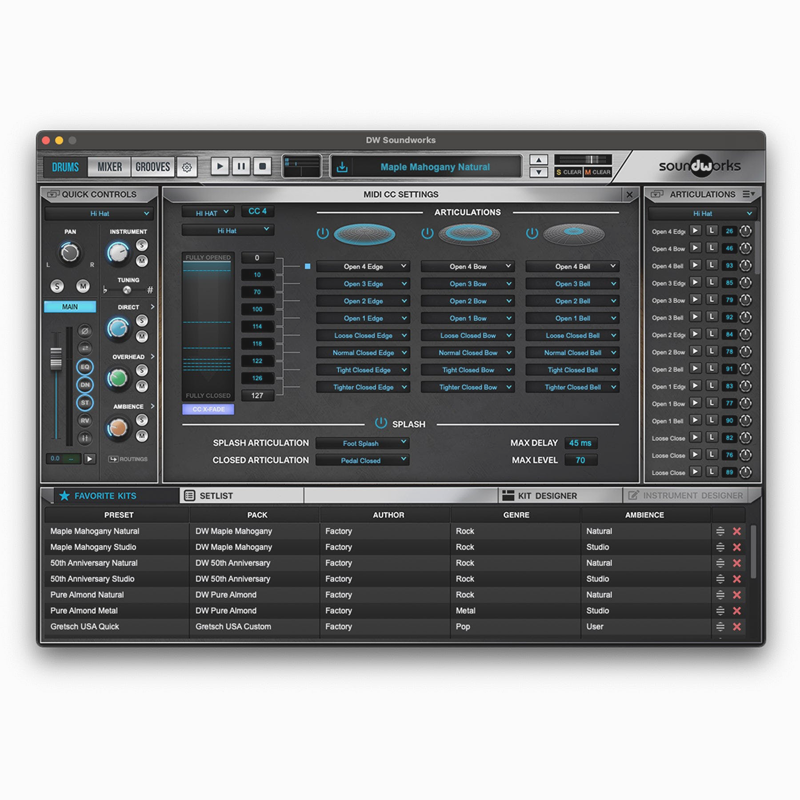 DW Soundworks
DRUMS MIXER GROOVES Maple Mahogany Natural S CLEAR M CLEAR soundworks
QUICK CONTROLS
Hi Hat
PAN INSTRUMENT
L R
S M
S
M
TUNING
MAIN
DIRECT
S
M
OVERHEAD
S
M
EQ
DN
ST
RV
AMBIENCE
S
M
0.0 ROUTINGS
MIDI CC SETTINGS
HI HAT CC 4
Hi Hat
ARTICULATIONS
FULLY OPENED 0 Open 4 Edge Open 4 Bow Open 4 Bell
10 Open 3 Edge Open 3 Bow Open 3 Bell
70 Open 2 Edge Open 2 Bow Open 2 Bell
100 Open 1 Edge Open 1 Bow Open 1 Bell
114 Loose Closed Edge Loose Closed Bow Loose Closed Bell
118 Normal Closed Edge Normal Closed Bow Normal Closed Bell
122 Tight Closed Edge Tight Closed Bow Tight Closed Bell
126 Tighter Closed Edge Tighter Closed Bow Tighter Closed Bell
FULLY CLOSED 127
CC X-FADE
SPLASH
SPLASH ARTICULATION Foot Splash MAX DELAY 45 ms
CLOSED ARTICULATION Pedal Closed MAX LEVEL 70
ARTICULATIONS
Hi Hat
Open 4 Edge L 26
Open 4 Bow L 46
Open 4 Bell L 93
Open 3 Edge L 85
Open 3 Bow L 79
Open 3 Bell L 92
Open 2 Edge L 84
Open 2 Bow L 78
Open 2 Bell L 91
Open 1 Edge L 83
Open 1 Bow L 77
Open 1 Bell L 90
Loose Close L 82
Loose Close L 76
Loose Close L 89
FAVORITE KITS SETLIST KIT DESIGNER INSTRUMENT DESIGNER
PRESET PACK AUTHOR GENRE AMBIENCE
Maple Mahogany Natural DW Maple Mahogany Factory Rock Natural
Maple Mahogany Studio DW Maple Mahogany Factory Rock Studio
50th Anniversary Natural DW 50th Anniversary Factory Rock Natural
50th Anniversary Studio DW 50th Anniversary Factory Rock Studio
Pure Almond Natural DW Pure Almond Factory Rock Natural
Pure Almond Metal DW Pure Almond Factory Metal Studio
Gretsch USA Quick Gretsch USA Custom Factory Pop User